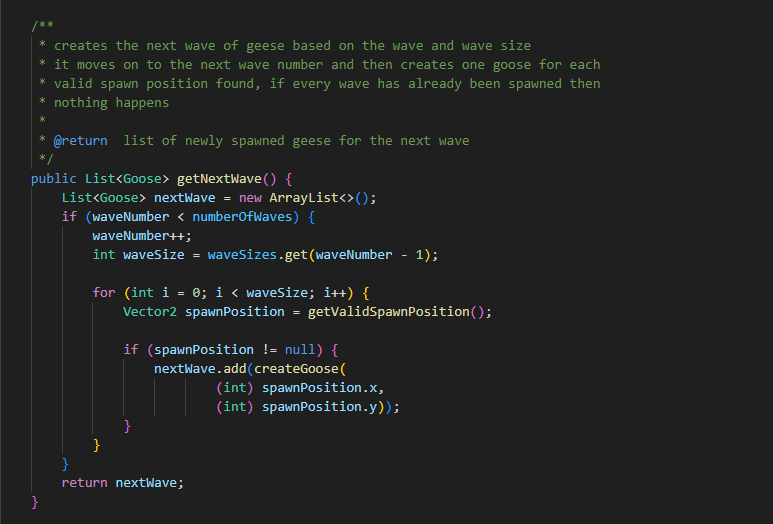 /**
 * creates the next wave of geese based on the wave and wave size
 * it moves on to the next wave number and then creates one goose for each
 * valid spawn position found, if every wave has already been spawned then
 * nothing happens
 *
 * @return  list of newly spawned geese for the next wave
 */
public List<Goose> getNextWave() {
    List<Goose> nextWave = new ArrayList<>();
    if (waveNumber < numberOfWaves) {
        waveNumber++;
        int waveSize = waveSizes.get(waveNumber - 1);

        for (int i = 0; i < waveSize; i++) {
            Vector2 spawnPosition = getValidSpawnPosition();

            if (spawnPosition != null) {
                nextWave.add(createGoose(
                        (int) spawnPosition.x,
                        (int) spawnPosition.y));
            }
        }
    }
    return nextWave;
}